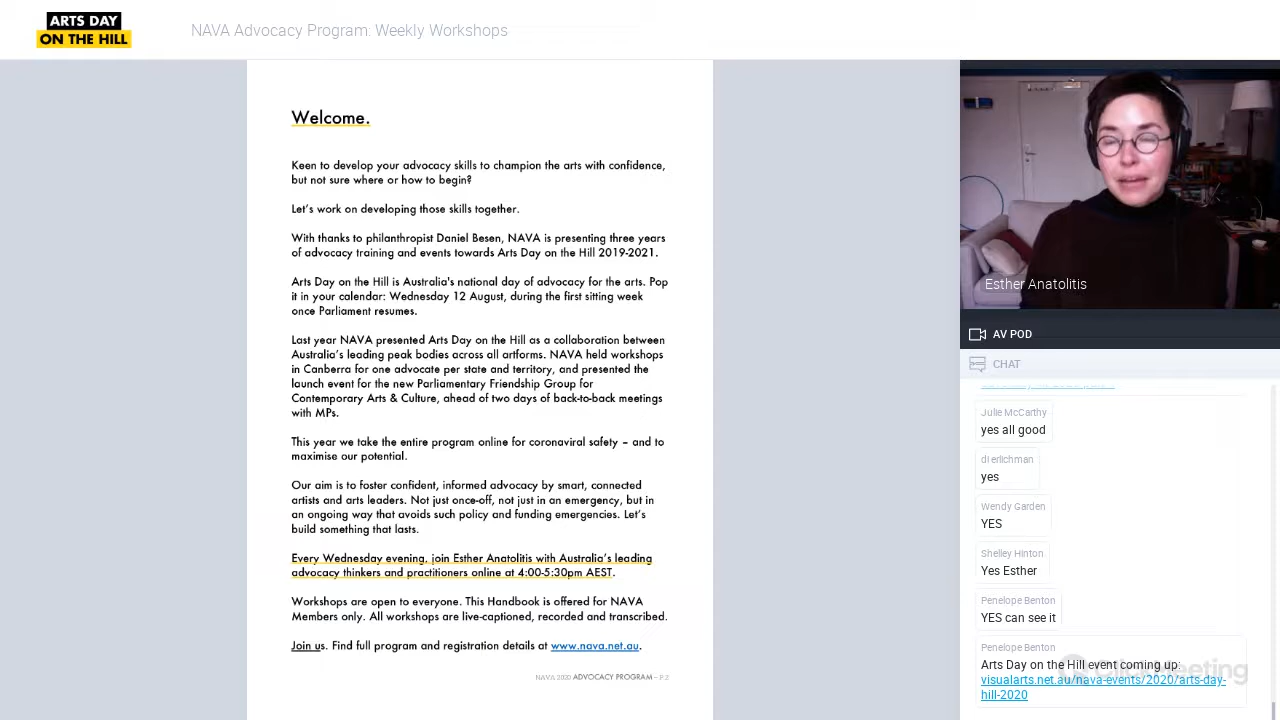 ARTS DAY
ON THE HILL
NAVA Advocacy Program: Weekly Workshops
Welcome.
Keen to develop your advocacy skills to champion the arts with confidence,
but not sure where or how to begin?
Let's work on developing those skills together.
With thanks to philanthropist Daniel Besen, NAVA is presenting three years
of advocacy training and events towards Arts Day on the Hill 2019-2021.
Arts Day on the Hill is Australia's national day of advocacy for the arts. Pop
it in your calendar: Wednesday 12 August, during the first sitting week
once Parliament resumes.
Last year NAVA presented Arts Day on the Hill as a collaboration between
Australia's leading peak bodies across all artforms. NAVA held workshops
in Canberra for one advocate per state and territory, and presented the
launch event for the new Parliamentary Friendship Group for
Contemporary Arts & Culture, ahead of two days of back-to-back meetings
with MPs.
This year we take the entire program online for coronaviral safety – and to
maximise our potential.
Our aim is to foster confident, informed advocacy by smart, connected
artists and arts leaders. Not just once-off, not just in an emergency, but in
an ongoing way that avoids such policy and funding emergencies. Let's
build something that lasts.
Every Wednesday evening, join Esther Anatolitis with Australia's leading
advocacy thinkers and practitioners online at 4:00-5:30pm AEST.
Workshops are open to everyone. This Handbook is offered for NAVA
Members only. All workshops are live-captioned, recorded and transcribed.
Join us. Find full program and registration details at www.nava.net.au.
NAVA 2020 ADVOCACY PROGRAM – P.2
Esther Anatolitis
AV POD
CHAT
Julie McCarthy
yes all good
di erlichman
yes
Wendy Garden
YES
Shelley Hinton
Yes Esther
Penelope Benton
YES can see it
Penelope Benton
Arts Day on the Hill event coming up:
visualarts.net.au/nava-events/2020/arts-day-
hill-2020
ClickMeeting